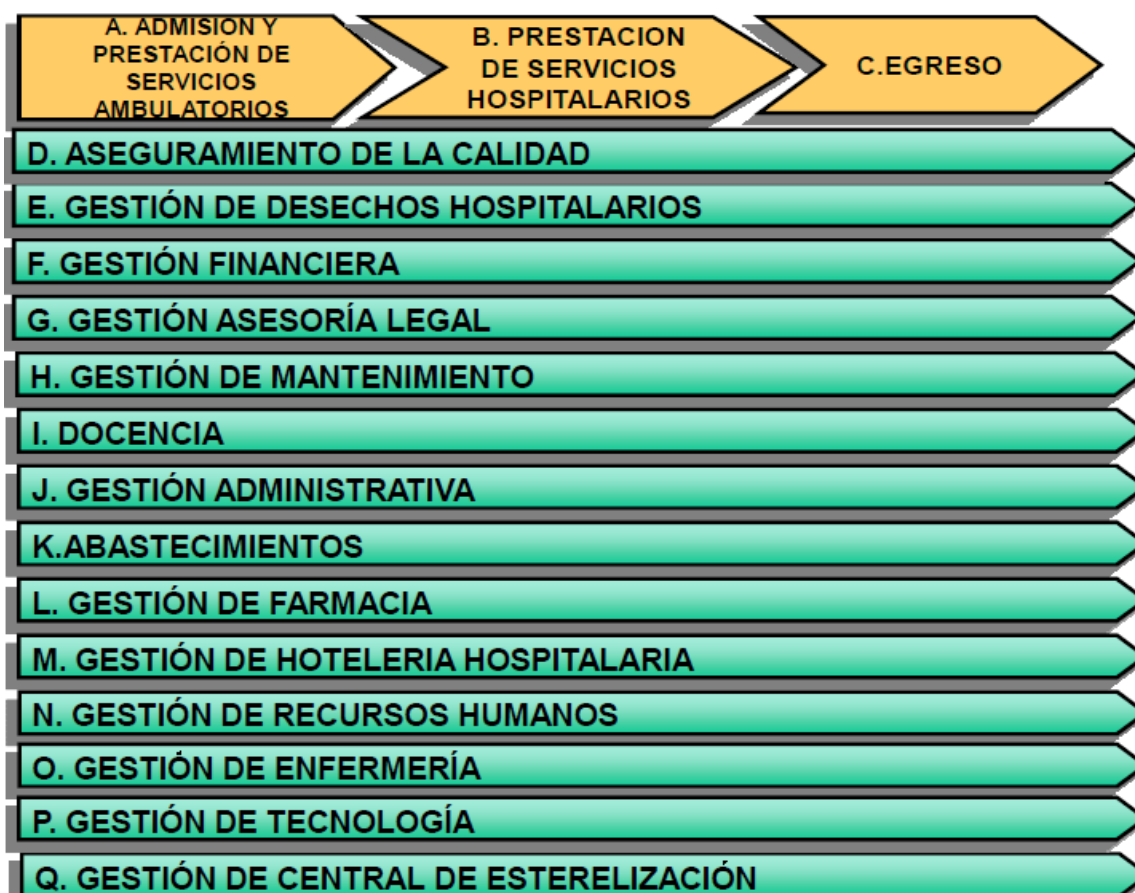 A. ADMISION Y
PRESTACIÓN DE
SERVICIOS
AMBULATORIOS
B. PRESTACION
DE SERVICIOS
HOSPITALARIOS
C.EGRESO
D. ASEGURAMIENTO DE LA CALIDAD
E. GESTIÓN DE DESECHOS HOSPITALARIOS
F. GESTIÓN FINANCIERA
G. GESTIÓN ASESORÍA LEGAL
H. GESTIÓN DE MANTENIMIENTO
I. DOCENCIA
J. GESTIÓN ADMINISTRATIVA
K.ABASTECIMIENTOS
L. GESTIÓN DE FARMACIA
M. GESTIÓN DE HOTELERIA HOSPITALARIA
N. GESTIÓN DE RECURSOS HUMANOS
O. GESTIÓN DE ENFERMERÍA
P. GESTIÓN DE TECNOLOGÍA
Q. GESTIÓN DE CENTRAL DE ESTERELIZACIÓN